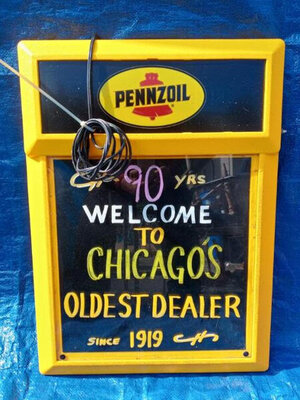 PENNZOIL
90 YRS
WELCOME
TO
CHICAGO'S
OLDEST DEALER
SINCE 1919